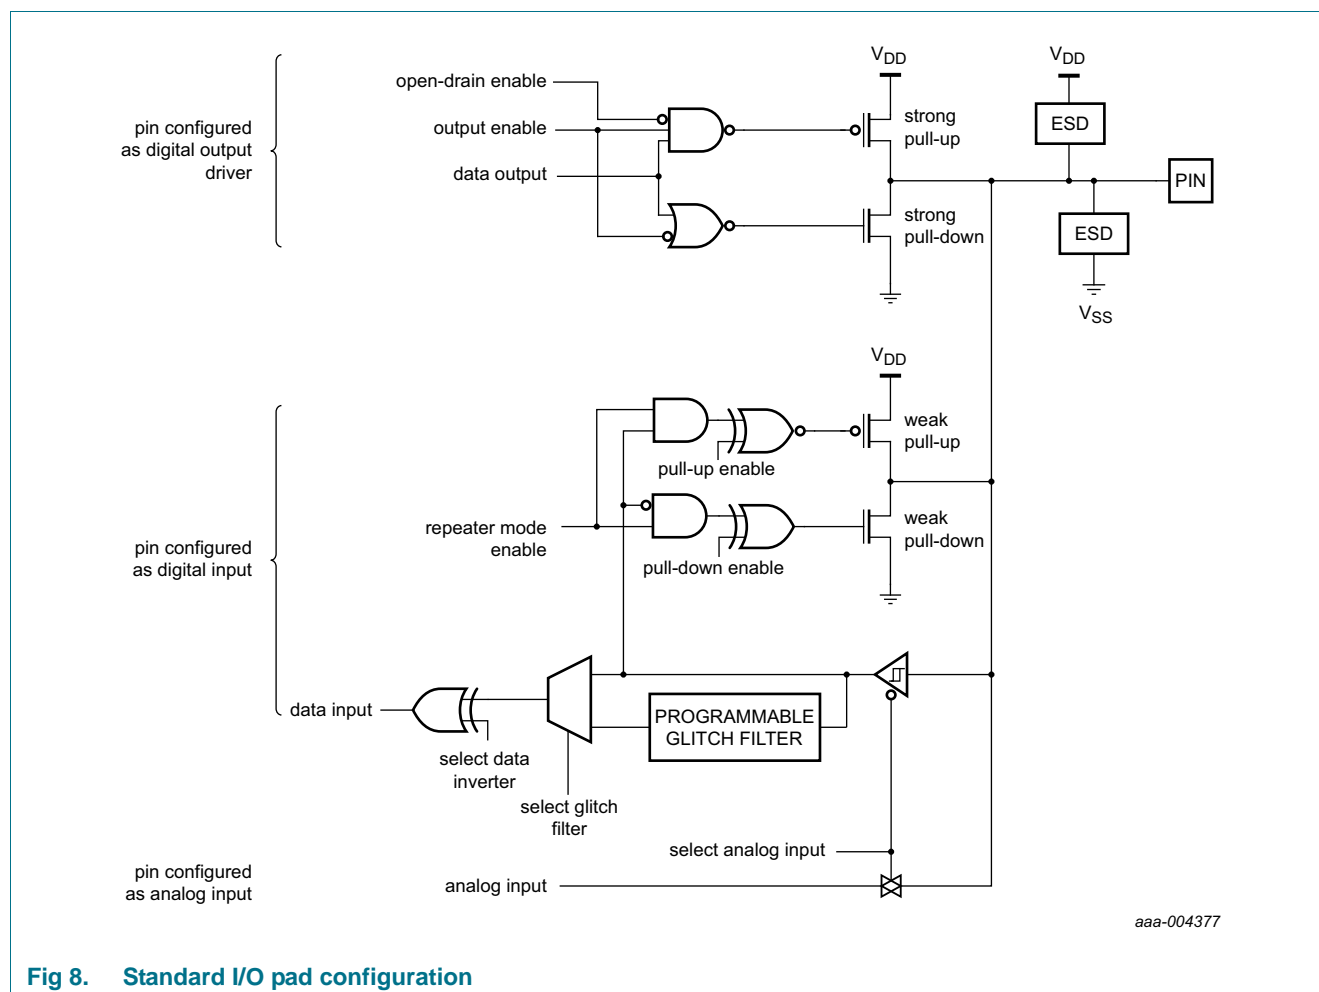 VDD
VDD
open-drain enable
strong
pull-up
ESD
pin configured
as digital output
driver
output enable
data output
PIN
strong
pull-down
ESD
VSS
VDD
weak
pull-up
pull-up enable
repeater mode
enable
weak
pull-down
pin configured
as digital input
pull-down enable
data input
PROGRAMMABLE
GLITCH FILTER
select data
inverter
select glitch
filter
select analog input
pin configured
as analog input
analog input
aaa-004377
Fig 8. Standard I/O pad configuration